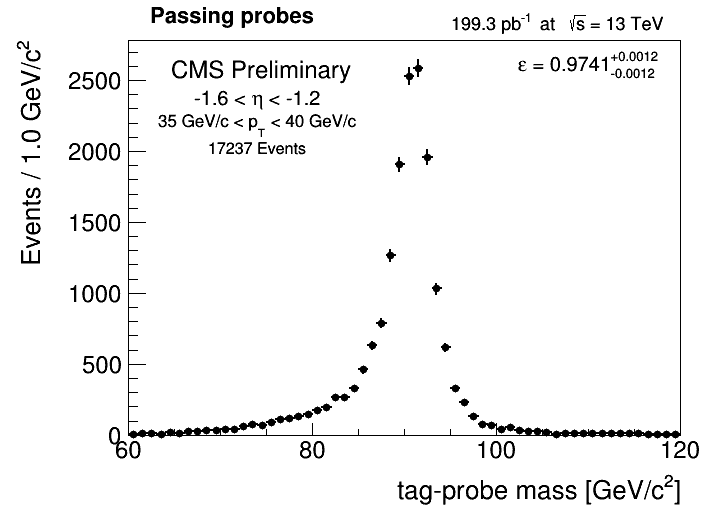 Passing probes
199.3 pb⁻¹ at √s = 13 TeV
CMS Preliminary
ε = 0.9741 +0.0012 -0.0012
-1.6 < η < -1.2
35 GeV/c < p_T < 40 GeV/c
17237 Events
Events / 1.0 GeV/c²
2500
2000
1500
1000
500
0
60 80 100 120
tag-probe mass [GeV/c²]